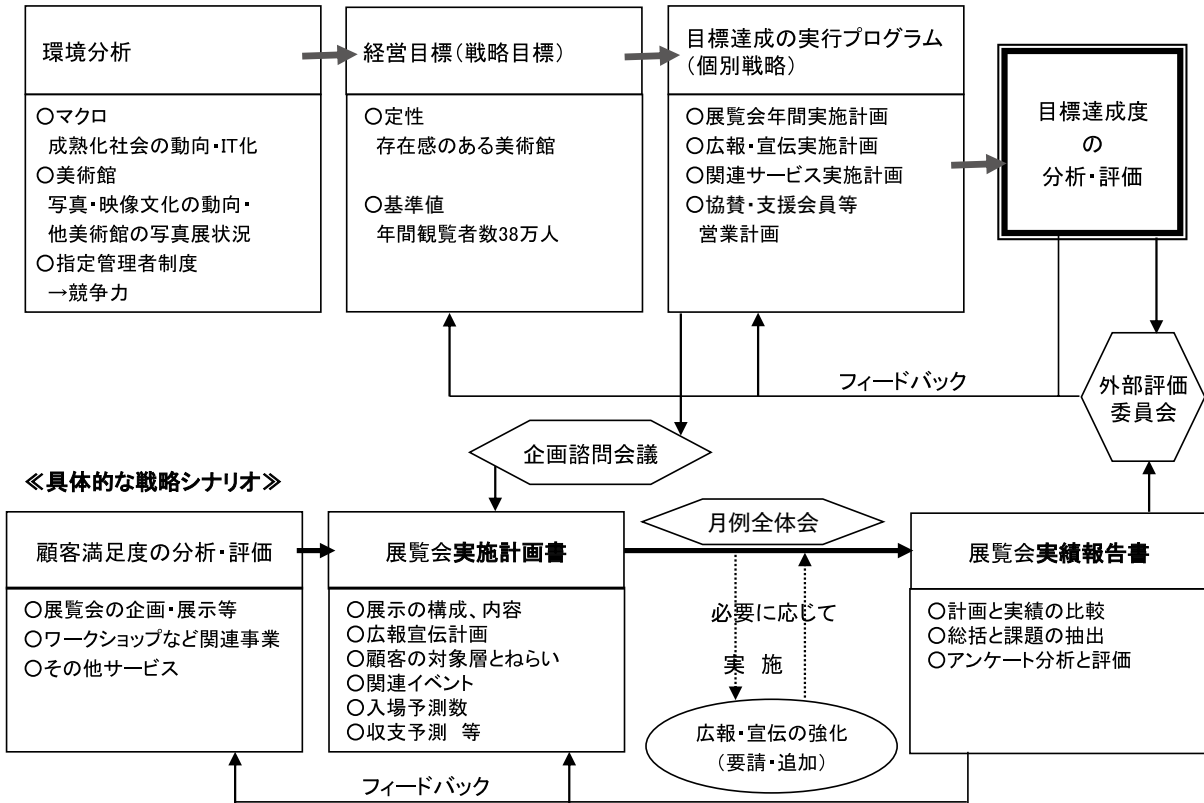 環境分析
○マクロ
成熟化社会の動向・IT化
○美術館
写真・映像文化の動向・
他美術館の写真展状況
○指定管理者制度
→競争力
経営目標(戦略目標)
○定性
存在感のある美術館
○基準値
年間観覧者数38万人
目標達成の実行プログラム
(個別戦略)
○展覧会年間実施計画
○広報・宣伝実施計画
○関連サービス実施計画
○協賛・支援会員等
営業計画
目標達成度
の
分析・評価
フィードバック
外部評価
委員会
企画諮問会議
≪具体的な戦略シナリオ≫
顧客満足度の分析・評価
○展覧会の企画・展示等
○ワークショップなど関連事業
○その他サービス
展覧会実施計画書
○展示の構成、内容
○広報宣伝計画
○顧客の対象層とねらい
○関連イベント
○入場予測数
○収支予測 等
月例全体会
必要に応じて
実 施
広報・宣伝の強化
(要請・追加)
展覧会実績報告書
○計画と実績の比較
○総括と課題の抽出
○アンケート分析と評価
フィードバック